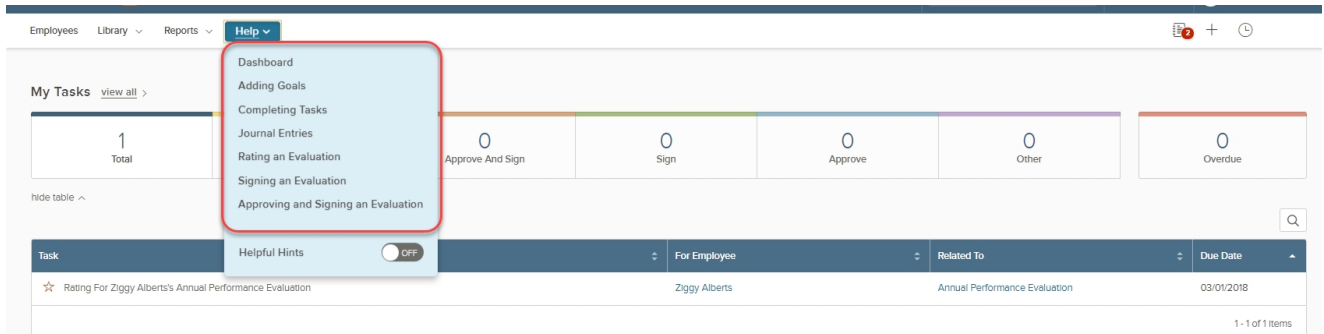 Employees Library Reports Help
2
Dashboard
Adding Goals
Completing Tasks
Journal Entries
Rating an Evaluation
Signing an Evaluation
Approving and Signing an Evaluation
Helpful Hints OFF
My Tasks view all >
1 0 0 0 0 0
Total Approve And Sign Sign Approve Other Overdue
hide table
Task For Employee Related To Due Date
Rating For Ziggy Alberts's Annual Performance Evaluation Ziggy Alberts Annual Performance Evaluation 03/01/2018
1 - 1 of 1 items